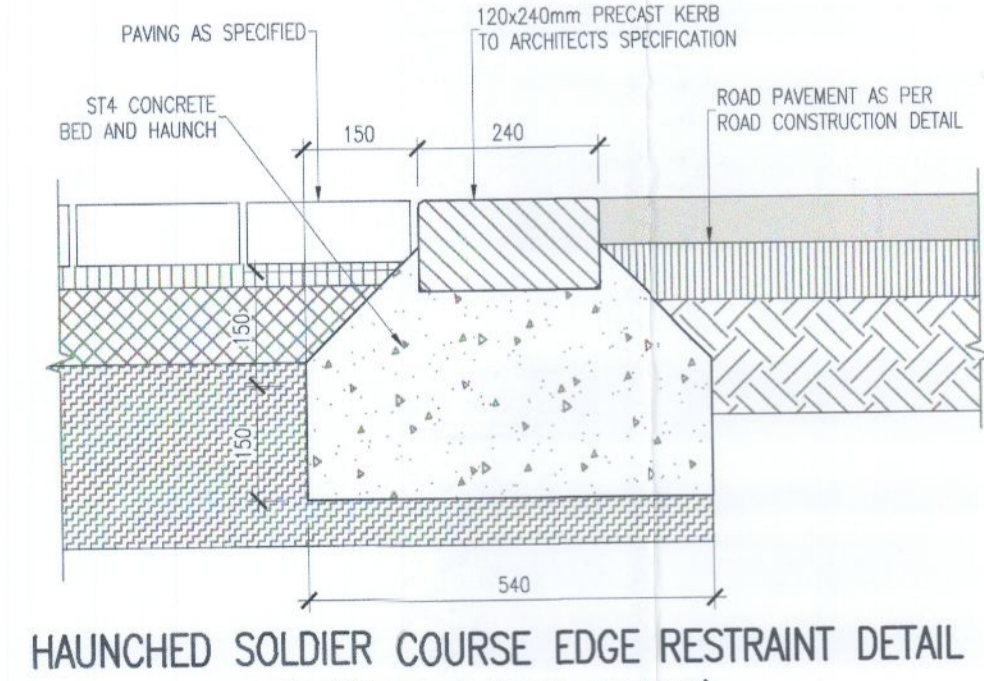 120x240mm PRECAST KERB
TO ARCHITECTS SPECIFICATION
PAVING AS SPECIFIED
ST4 CONCRETE
BED AND HAUNCH
ROAD PAVEMENT AS PER
ROAD CONSTRUCTION DETAIL
150
240
150
150
540
HAUNCHED SOLDIER COURSE EDGE RESTRAINT DETAIL